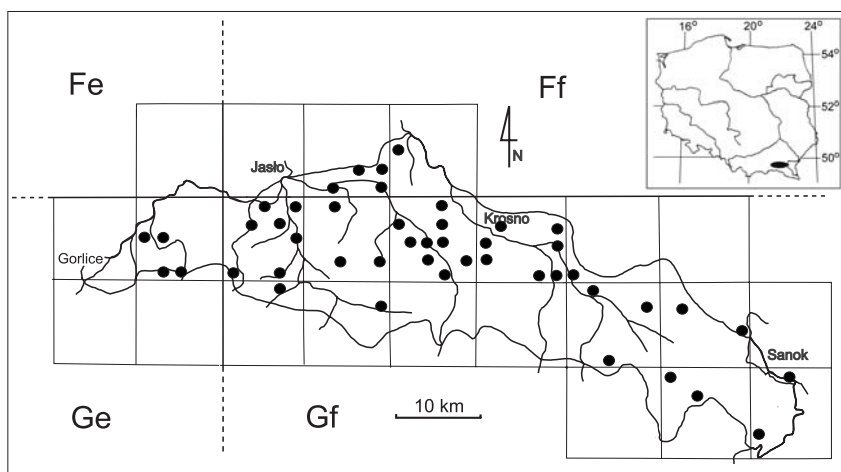 16° 20° 24°
54°
52°
50°
Fe
Ff
N
Jasło
Krosno
Gorlice
Sanok
Ge
Gf
10 km